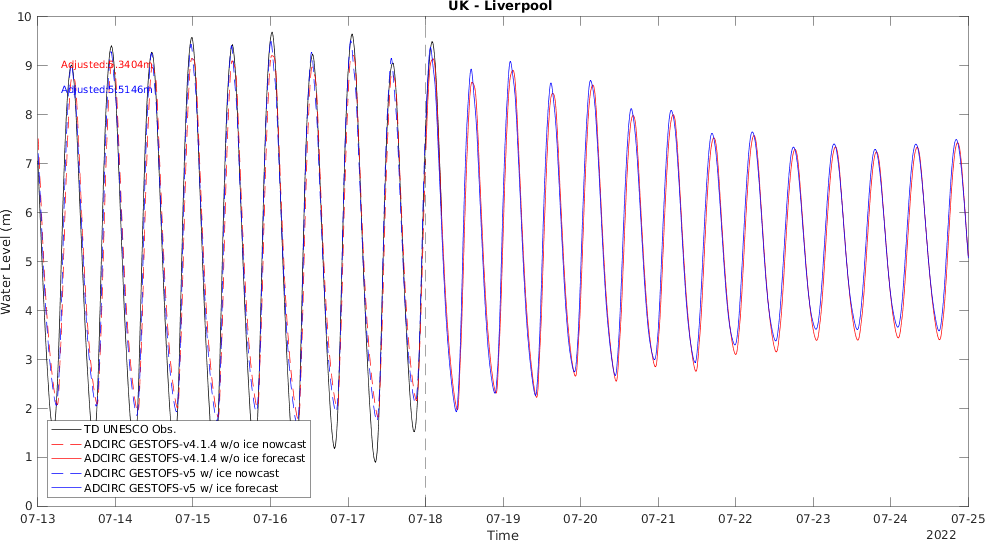 UK - Liverpool
10
9
8
7
6
5
4
3
2
1
0
Water Level (m)
Adjusted:5.3404m
Adjusted:5.5146m
TD UNESCO Obs.
ADCIRC GESTOFS-v4.1.4 w/o ice nowcast
ADCIRC GESTOFS-v4.1.4 w/o ice forecast
ADCIRC GESTOFS-v5 w/ ice nowcast
ADCIRC GESTOFS-v5 w/ ice forecast
07-13 07-14 07-15 07-16 07-17 07-18 07-19 07-20 07-21 07-22 07-23 07-24 07-25
Time
2022